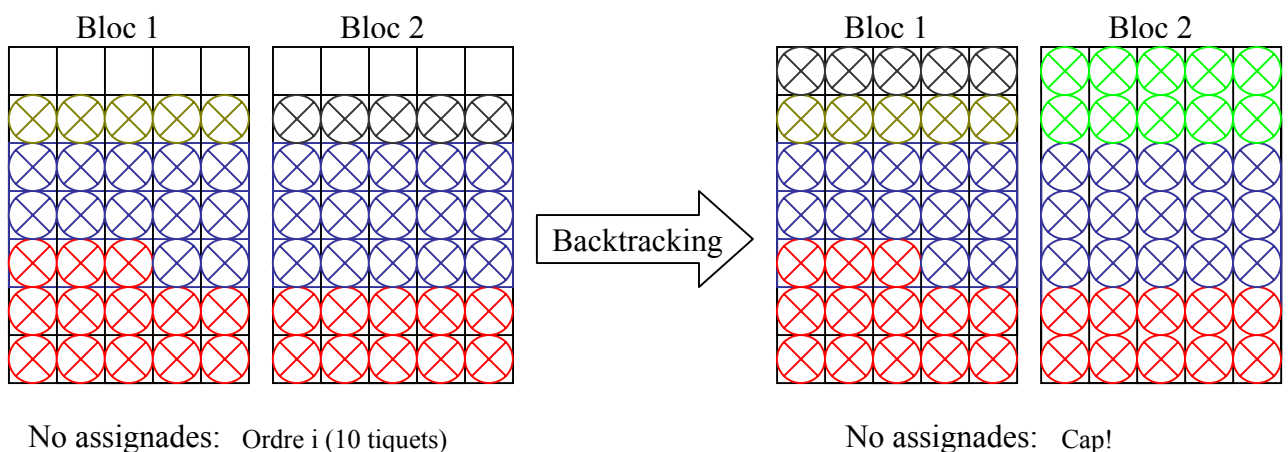 Bloc 1 Bloc 2 Bloc 1 Bloc 2
Backtracking
No assignades: Ordre i (10 tiquets) No assignades: Cap!